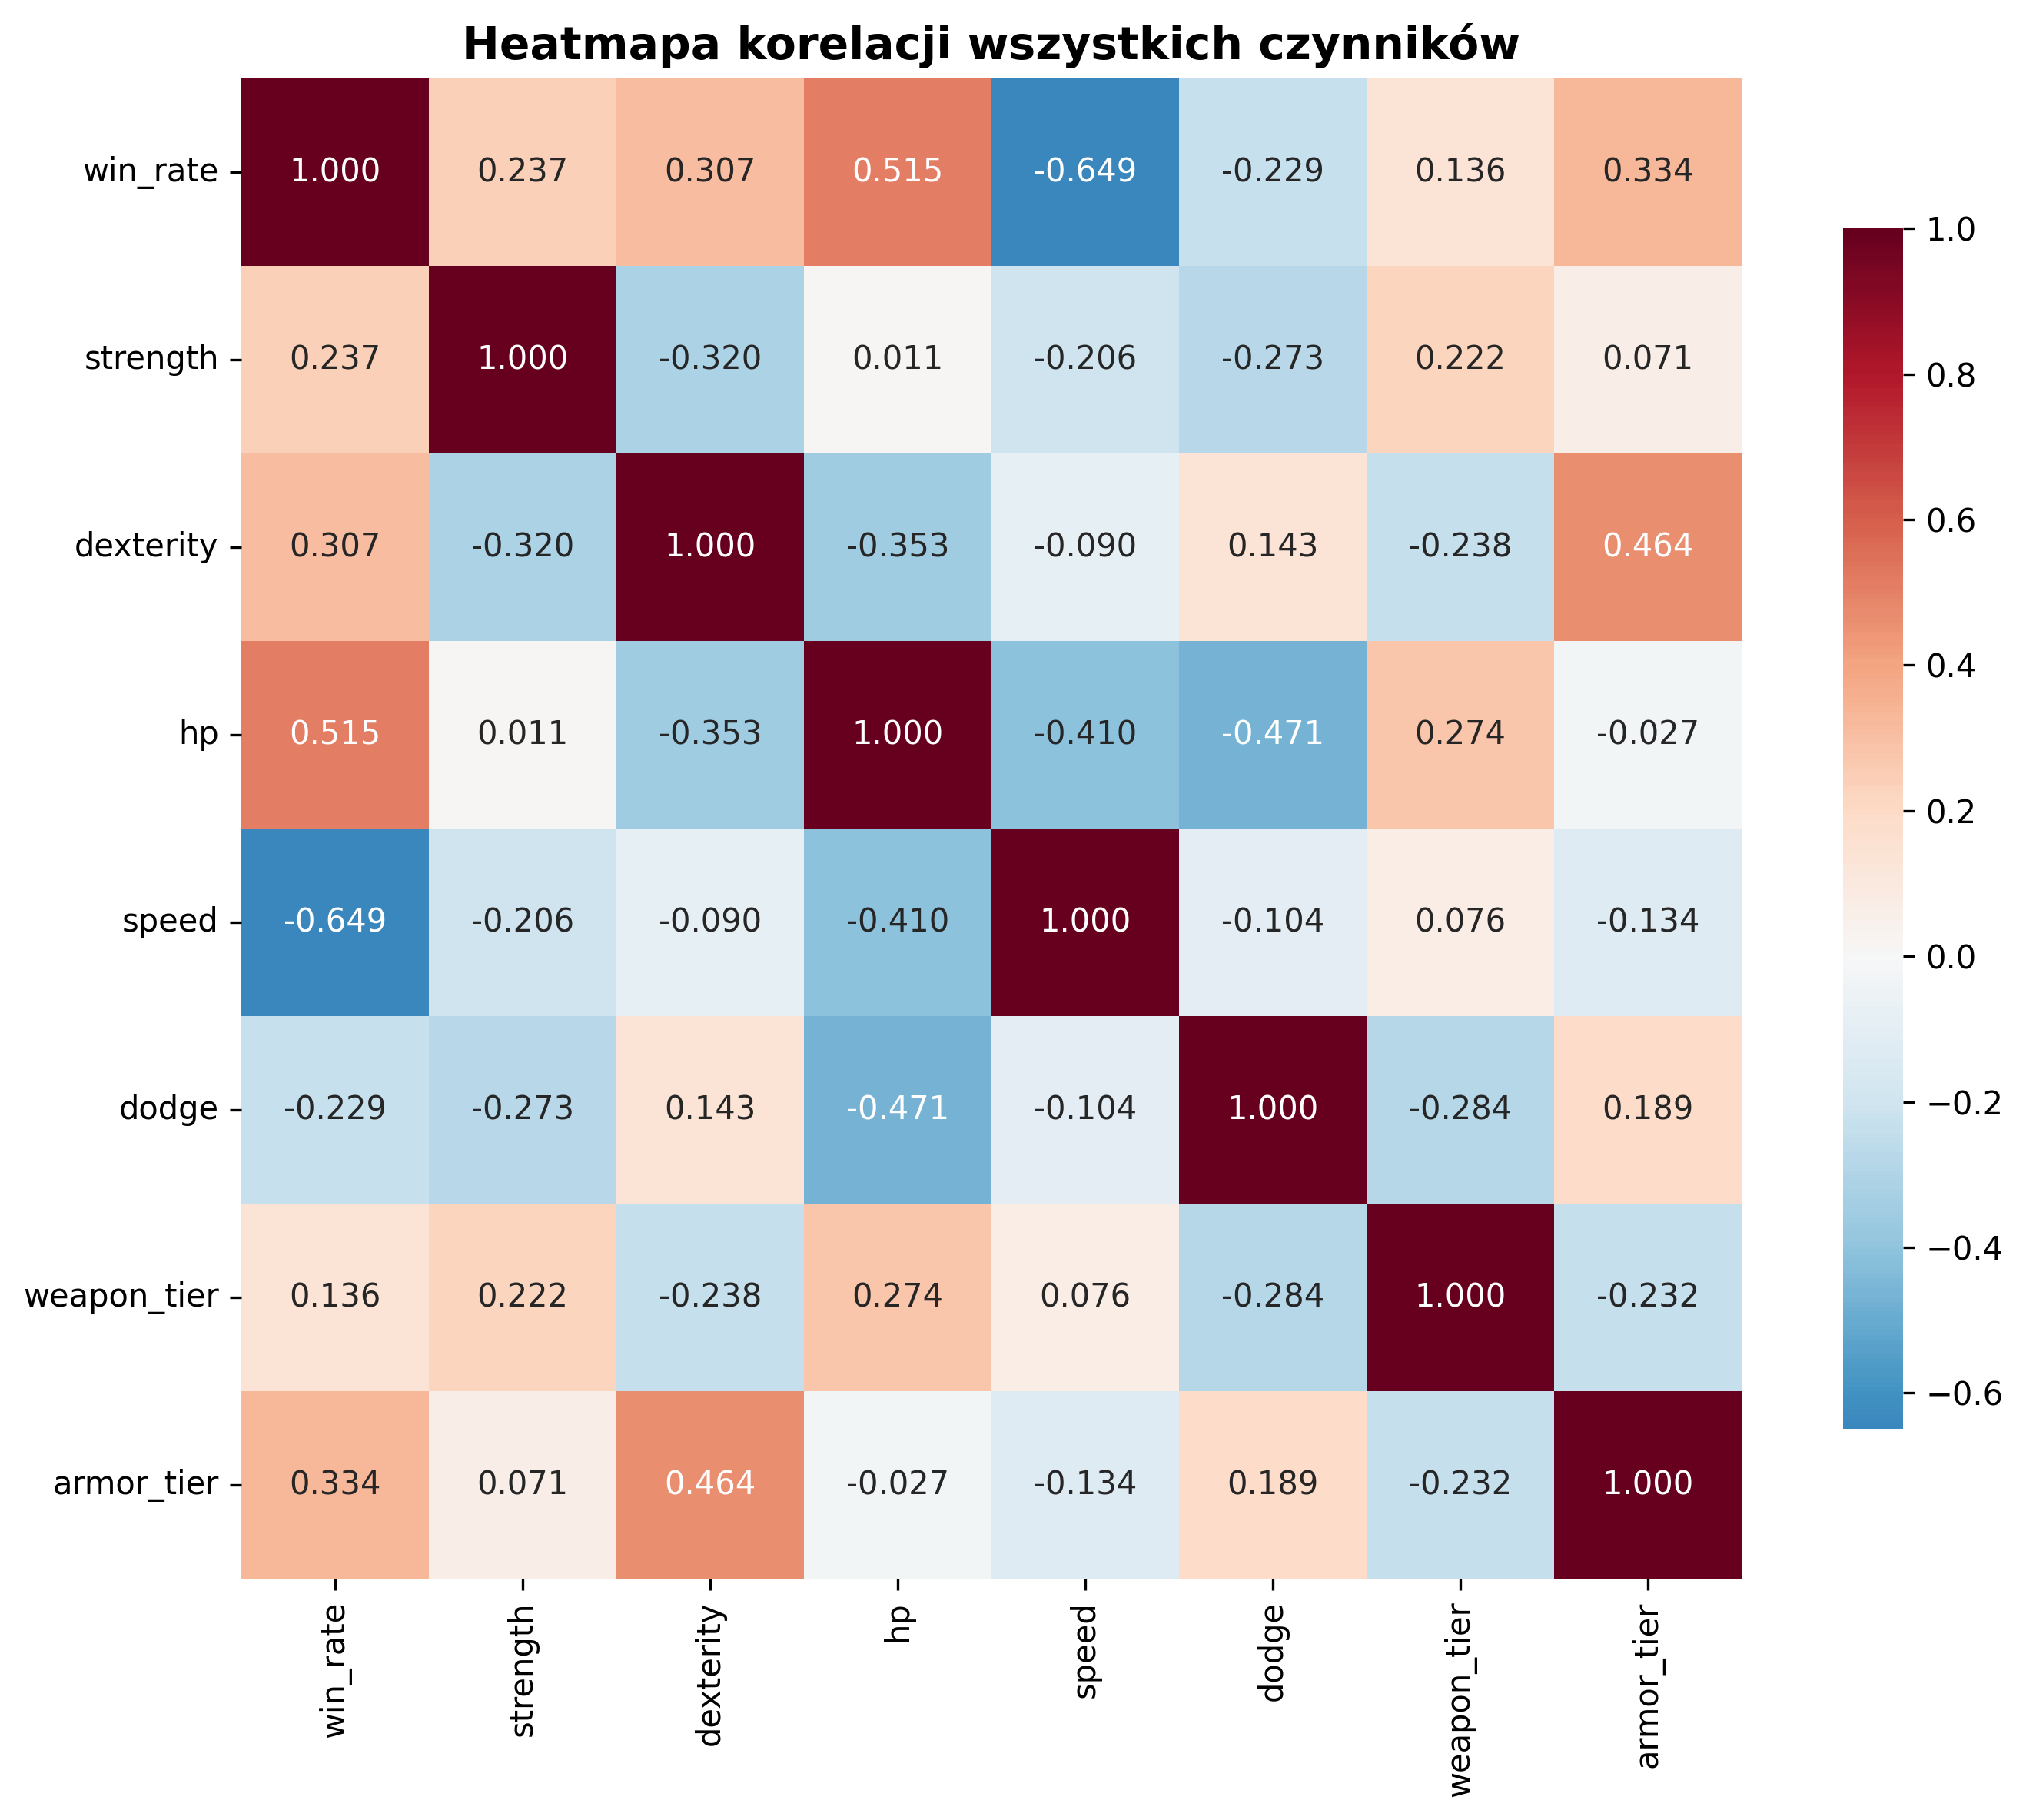 Heatmapa korelacji wszystkich czynników
win_rate 1.000 0.237 0.307 0.515 -0.649 -0.229 0.136 0.334
strength 0.237 1.000 -0.320 0.011 -0.206 -0.273 0.222 0.071
dexterity 0.307 -0.320 1.000 -0.353 -0.090 0.143 -0.238 0.464
hp 0.515 0.011 -0.353 1.000 -0.410 -0.471 0.274 -0.027
speed -0.649 -0.206 -0.090 -0.410 1.000 -0.104 0.076 -0.134
dodge -0.229 -0.273 0.143 -0.471 -0.104 1.000 -0.284 0.189
weapon_tier 0.136 0.222 -0.238 0.274 0.076 -0.284 1.000 -0.232
armor_tier 0.334 0.071 0.464 -0.027 -0.134 0.189 -0.232 1.000
win_rate
strength
dexterity
hp
speed
dodge
weapon_tier
armor_tier
1.0
0.8
0.6
0.4
0.2
0.0
−0.2
−0.4
−0.6